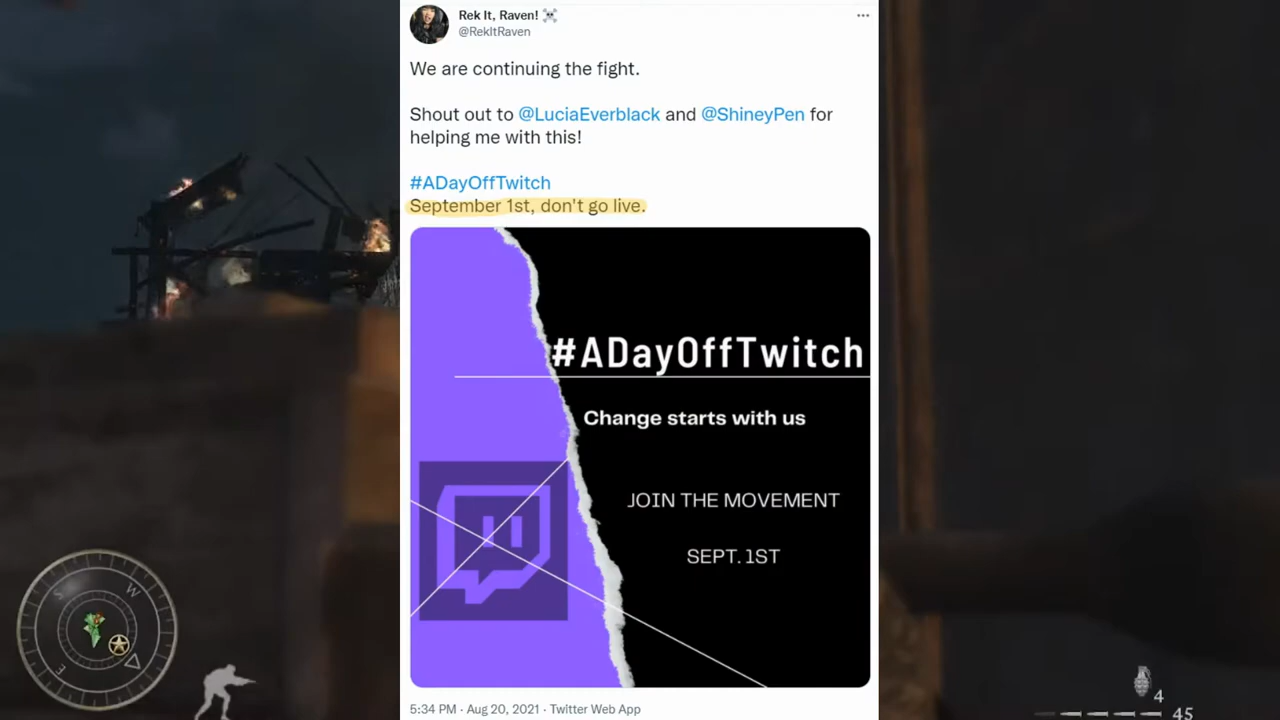 Rek It, Raven! ☠️
@RekItRaven
We are continuing the fight.
Shout out to @LuciaEverblack and @ShineyPen for
helping me with this!
#ADayOffTwitch
September 1st, don't go live.
#ADayOffTwitch
Change starts with us
JOIN THE MOVEMENT
SEPT. 1ST
5:34 PM · Aug 20, 2021 · Twitter Web App
S
W
E
4
45